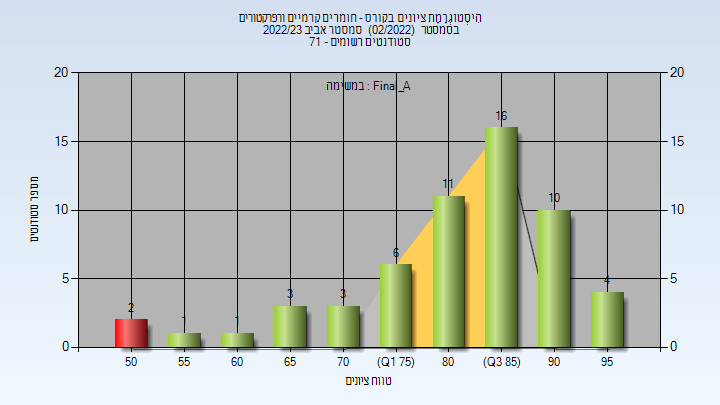 הִיסְטוֹגְרַמַּת ציונים בקורס - חומרים קרמיים ורפרקטורים
בסמסטר (02/2022) סמסטר אביב 2022/23
סטודנטים רשומים - 71
במשימה : Final_A
מספר סטודנטים
20 20
15 15
10 10
5 5
0 0
2 1 1 3 3 6 11 16 10 4
50 55 60 65 70 (Q1 75) 80 (Q3 85) 90 95
טווח ציונים